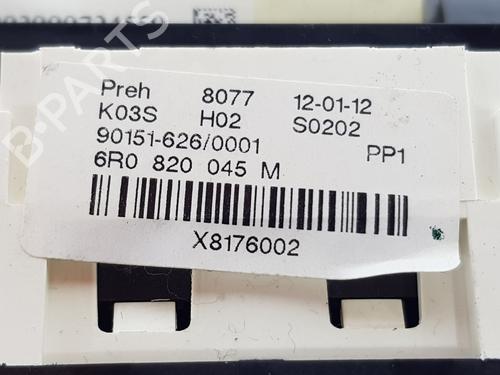 Preh 8077 12-01-12
K03S H02 S0202
90151-626/0001 PP1
6R0 820 045 M
X8176002
B-PARTS